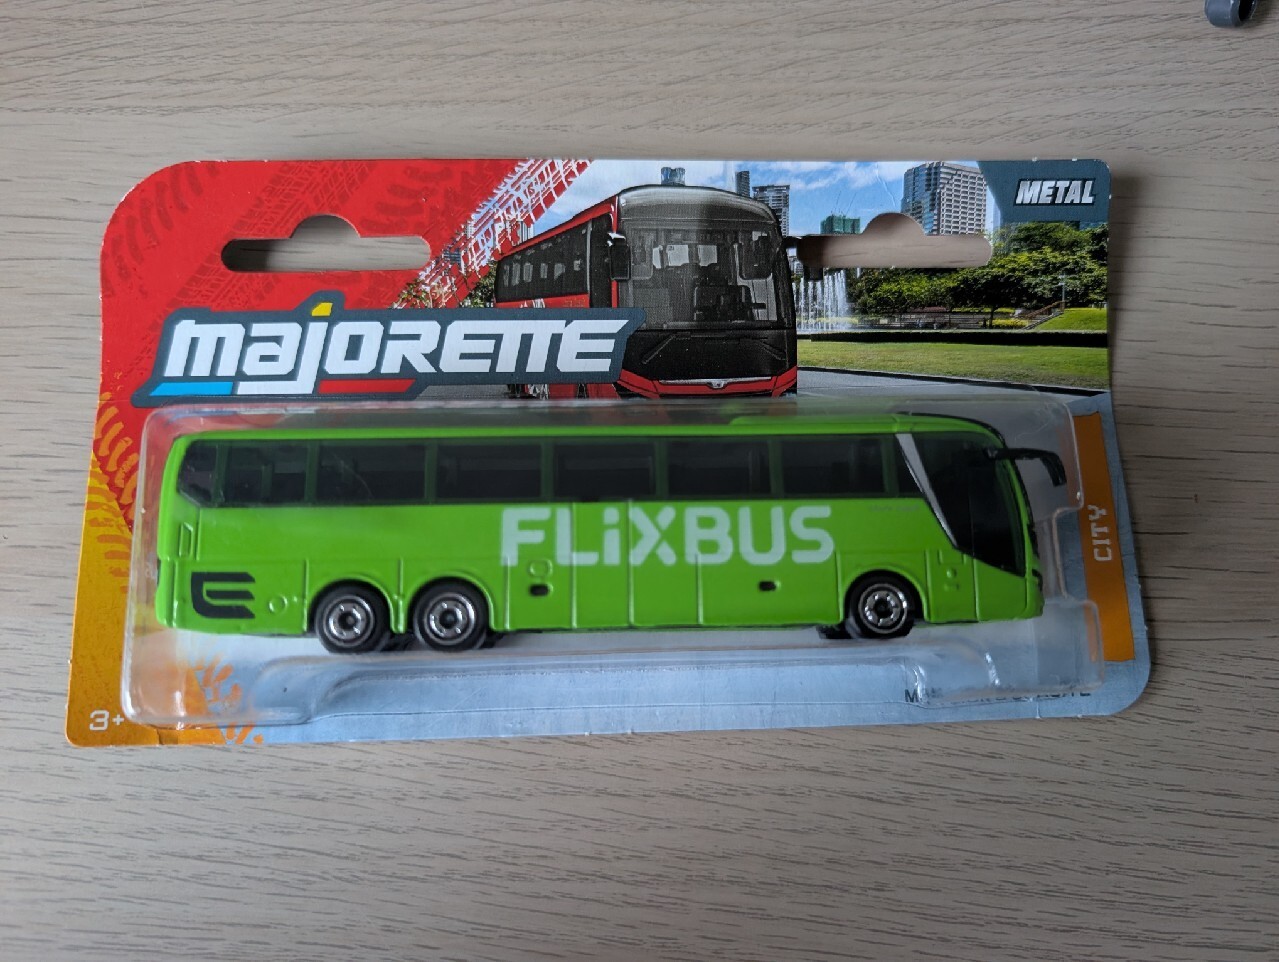 METAL
majORETTE
FLiXBUS
CITY
3+